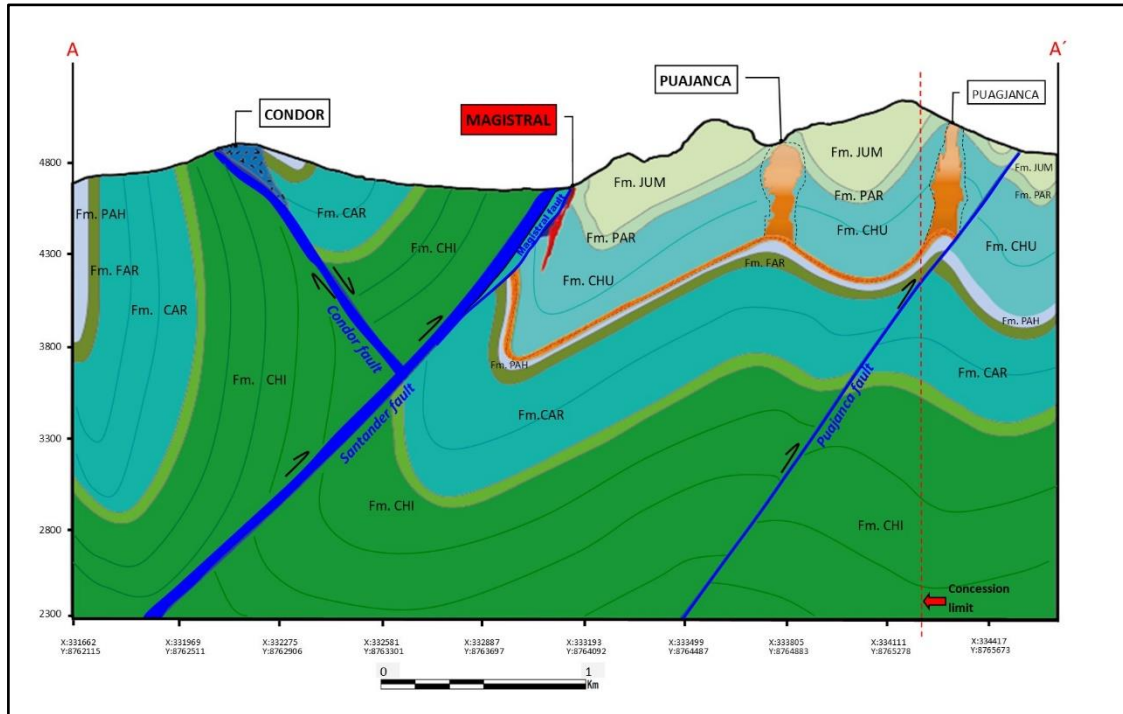 A
A´
CONDOR
MAGISTRAL
PUAJANCA
PUAGJANCA
4800
4300
3800
3300
2800
2300
Fm. PAH
Fm. FAR
Fm. CAR
Fm. CHI
Fm. CAR
Fm. CHI
Condor fault
Santander fault
Magistral fault
Fm. JUM
Fm. PAR
Fm. CHU
Fm. PAH
Fm.CAR
Fm. CHI
Fm. FAR
Fm. JUM
Fm. PAR
Fm. CHU
Fm. JUM
Fm. PAR
Fm. CHU
Fm. PAH
Fm. CAR
Puajanca fault
Fm. CHI
Concession
limit
X:331662
Y:8762115
X:331969
Y:8762511
X:332275
Y:8762906
X:332581
Y:8763301
X:332887
Y:8763697
X:333193
Y:8764092
X:333499
Y:8764487
X:333805
Y:8764883
X:334111
Y:8765278
X:334417
Y:8765673
0
1
Km